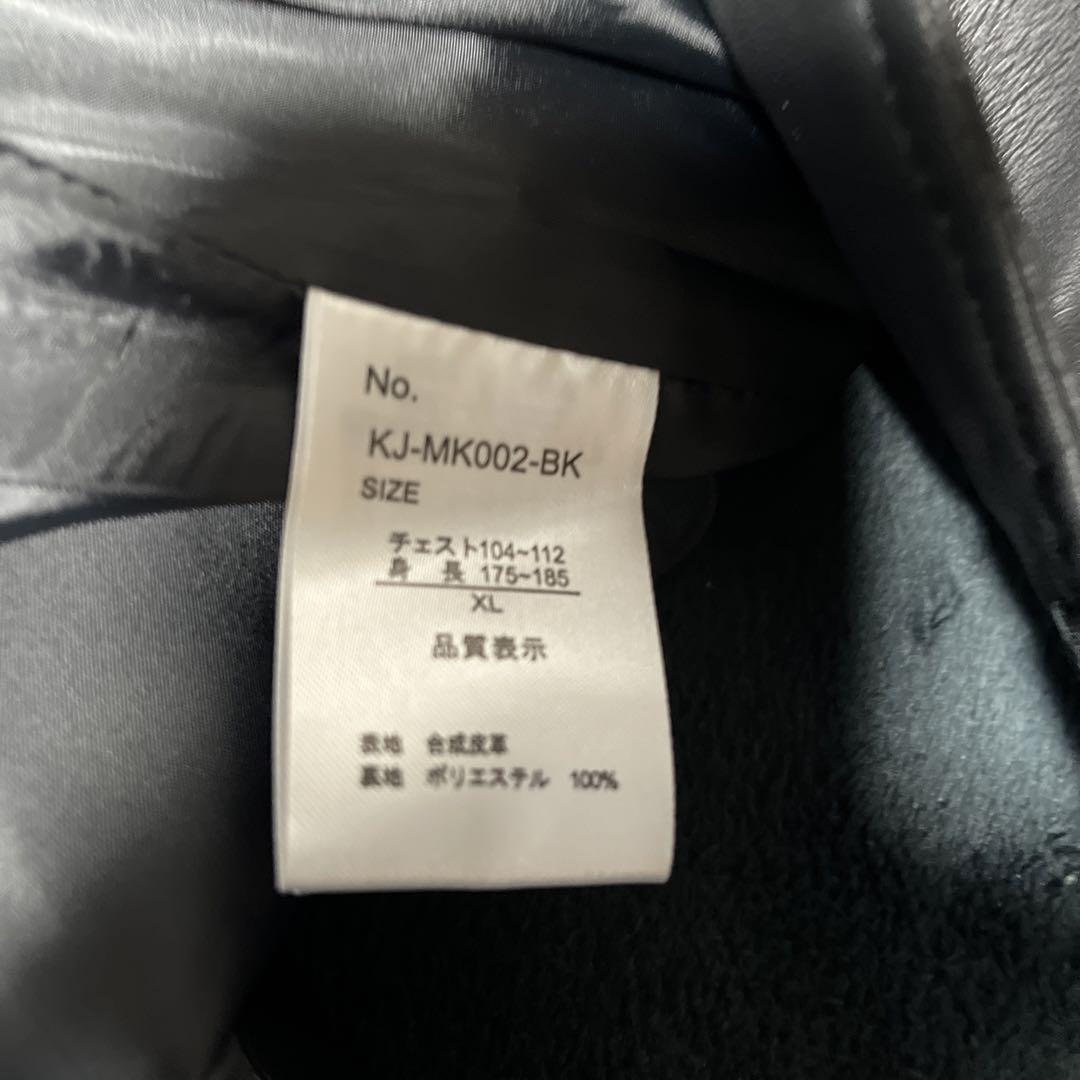 No.
KJ-MK002-BK
SIZE
チェスト104~112
身 長 175~185
XL
品質表示
表地 合成皮革
裏地 ポリエステル 100%